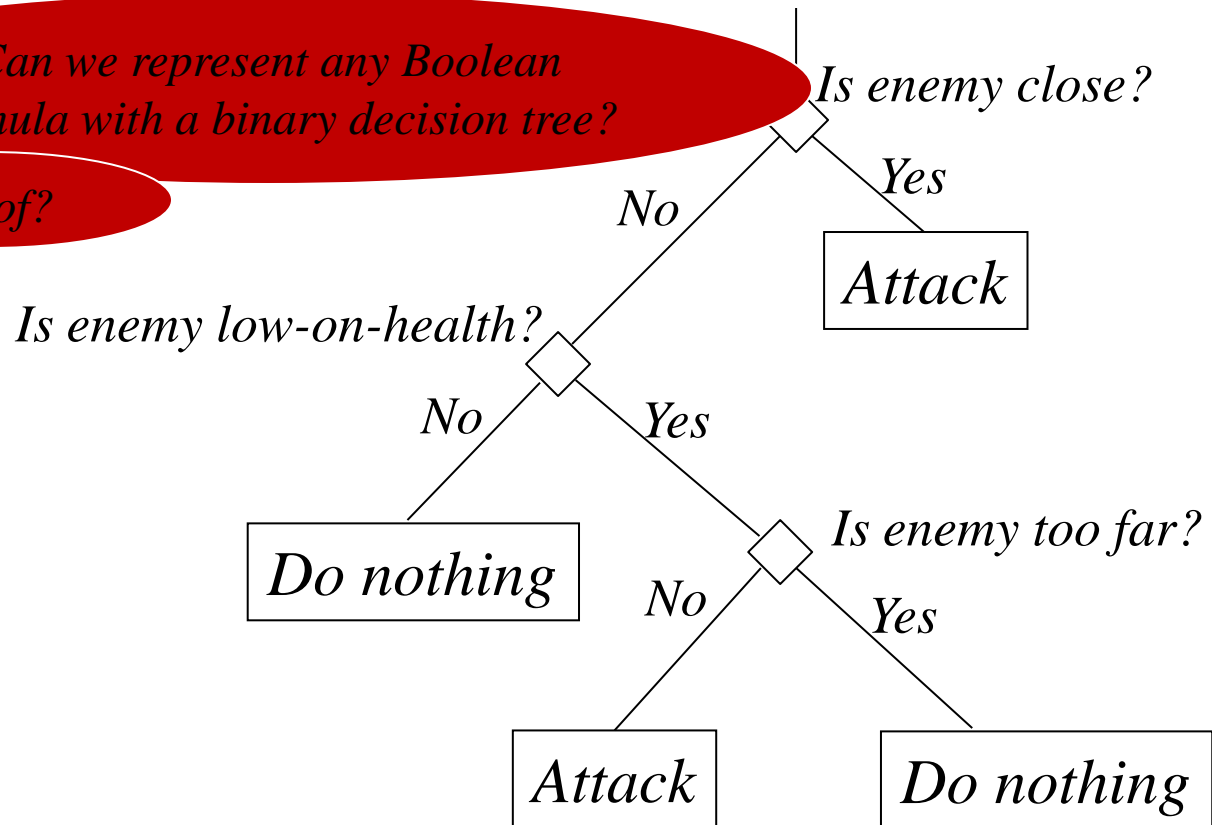 Can we represent any Boolean
mula with a binary decision tree?
of?
Is enemy close?
Yes
No
Attack
Is enemy low-on-health?
No
Yes
Do nothing
Is enemy too far?
No
Yes
Attack
Do nothing